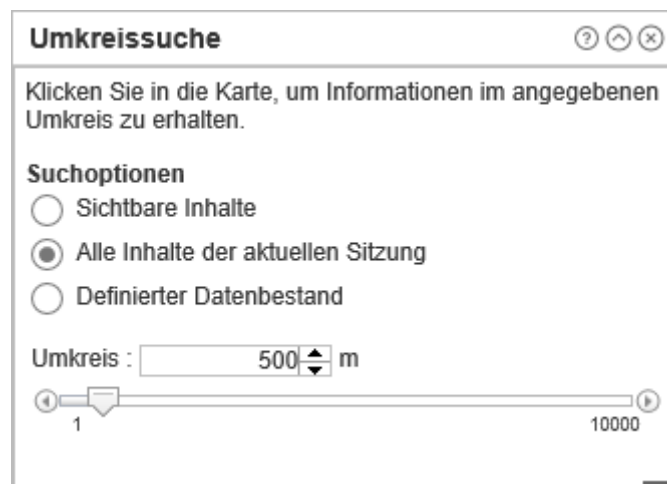 Umkreissuche
Klicken Sie in die Karte, um Informationen im angegebenen
Umkreis zu erhalten.
Suchoptionen
Sichtbare Inhalte
Alle Inhalte der aktuellen Sitzung
Definierter Datenbestand
Umkreis : 500 m
1 10000